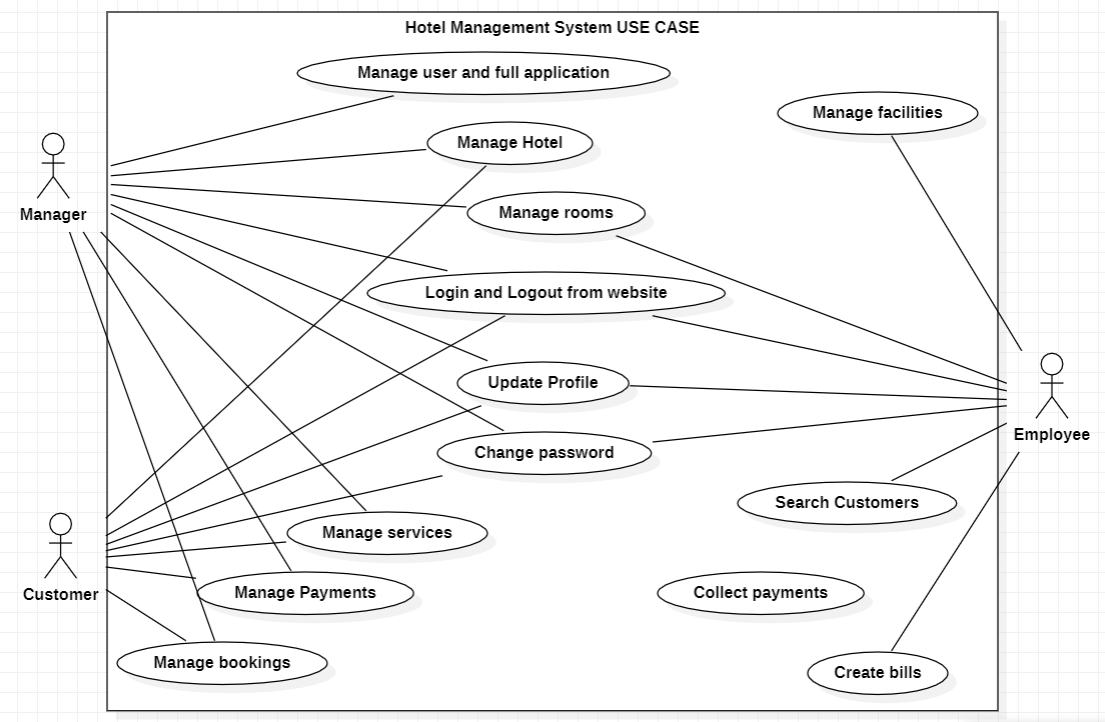 Hotel Management System USE CASE
Manage user and full application
Manage facilities
Manage Hotel
Manager
Manage rooms
Login and Logout from website
Update Profile
Employee
Change password
Search Customers
Manage services
Customer
Manage Payments
Collect payments
Manage bookings
Create bills